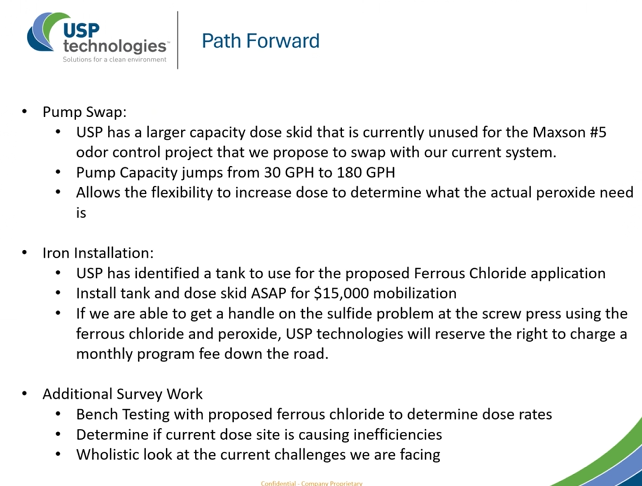 USP
technologies
Solutions for a clean environment
Path Forward
• Pump Swap:
• USP has a larger capacity dose skid that is currently unused for the Maxson #5
odor control project that we propose to swap with our current system.
• Pump Capacity jumps from 30 GPH to 180 GPH
• Allows the flexibility to increase dose to determine what the actual peroxide need
is
• Iron Installation:
• USP has identified a tank to use for the proposed Ferrous Chloride application
• Install tank and dose skid ASAP for $15,000 mobilization
• If we are able to get a handle on the sulfide problem at the screw press using the
ferrous chloride and peroxide, USP technologies will reserve the right to charge a
monthly program fee down the road.
• Additional Survey Work
• Bench Testing with proposed ferrous chloride to determine dose rates
• Determine if current dose site is causing inefficiencies
• Wholistic look at the current challenges we are facing
Confidential - Company Proprietary